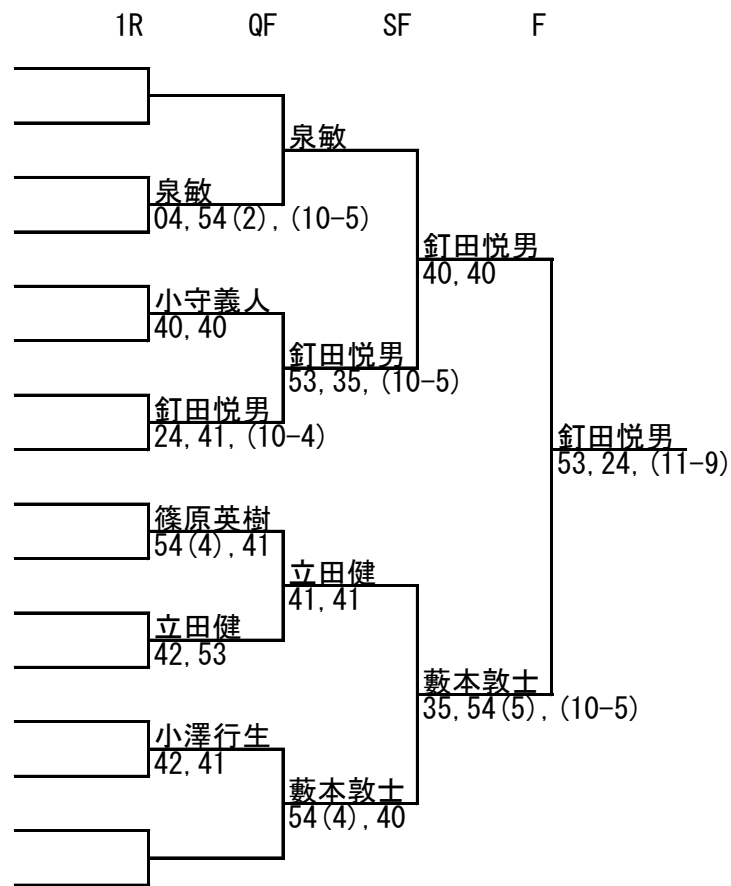 1R QF SF F
泉敏
泉敏
04,54(2),(10-5)
釘田悦男
40,40
小守義人
40,40
釘田悦男
53,35,(10-5)
釘田悦男
24,41,(10-4)
釘田悦男
53,24,(11-9)
篠原英樹
54(4),41
立田健
41,41
立田健
42,53
藪本敦士
35,54(5),(10-5)
小澤行生
42,41
藪本敦士
54(4),40